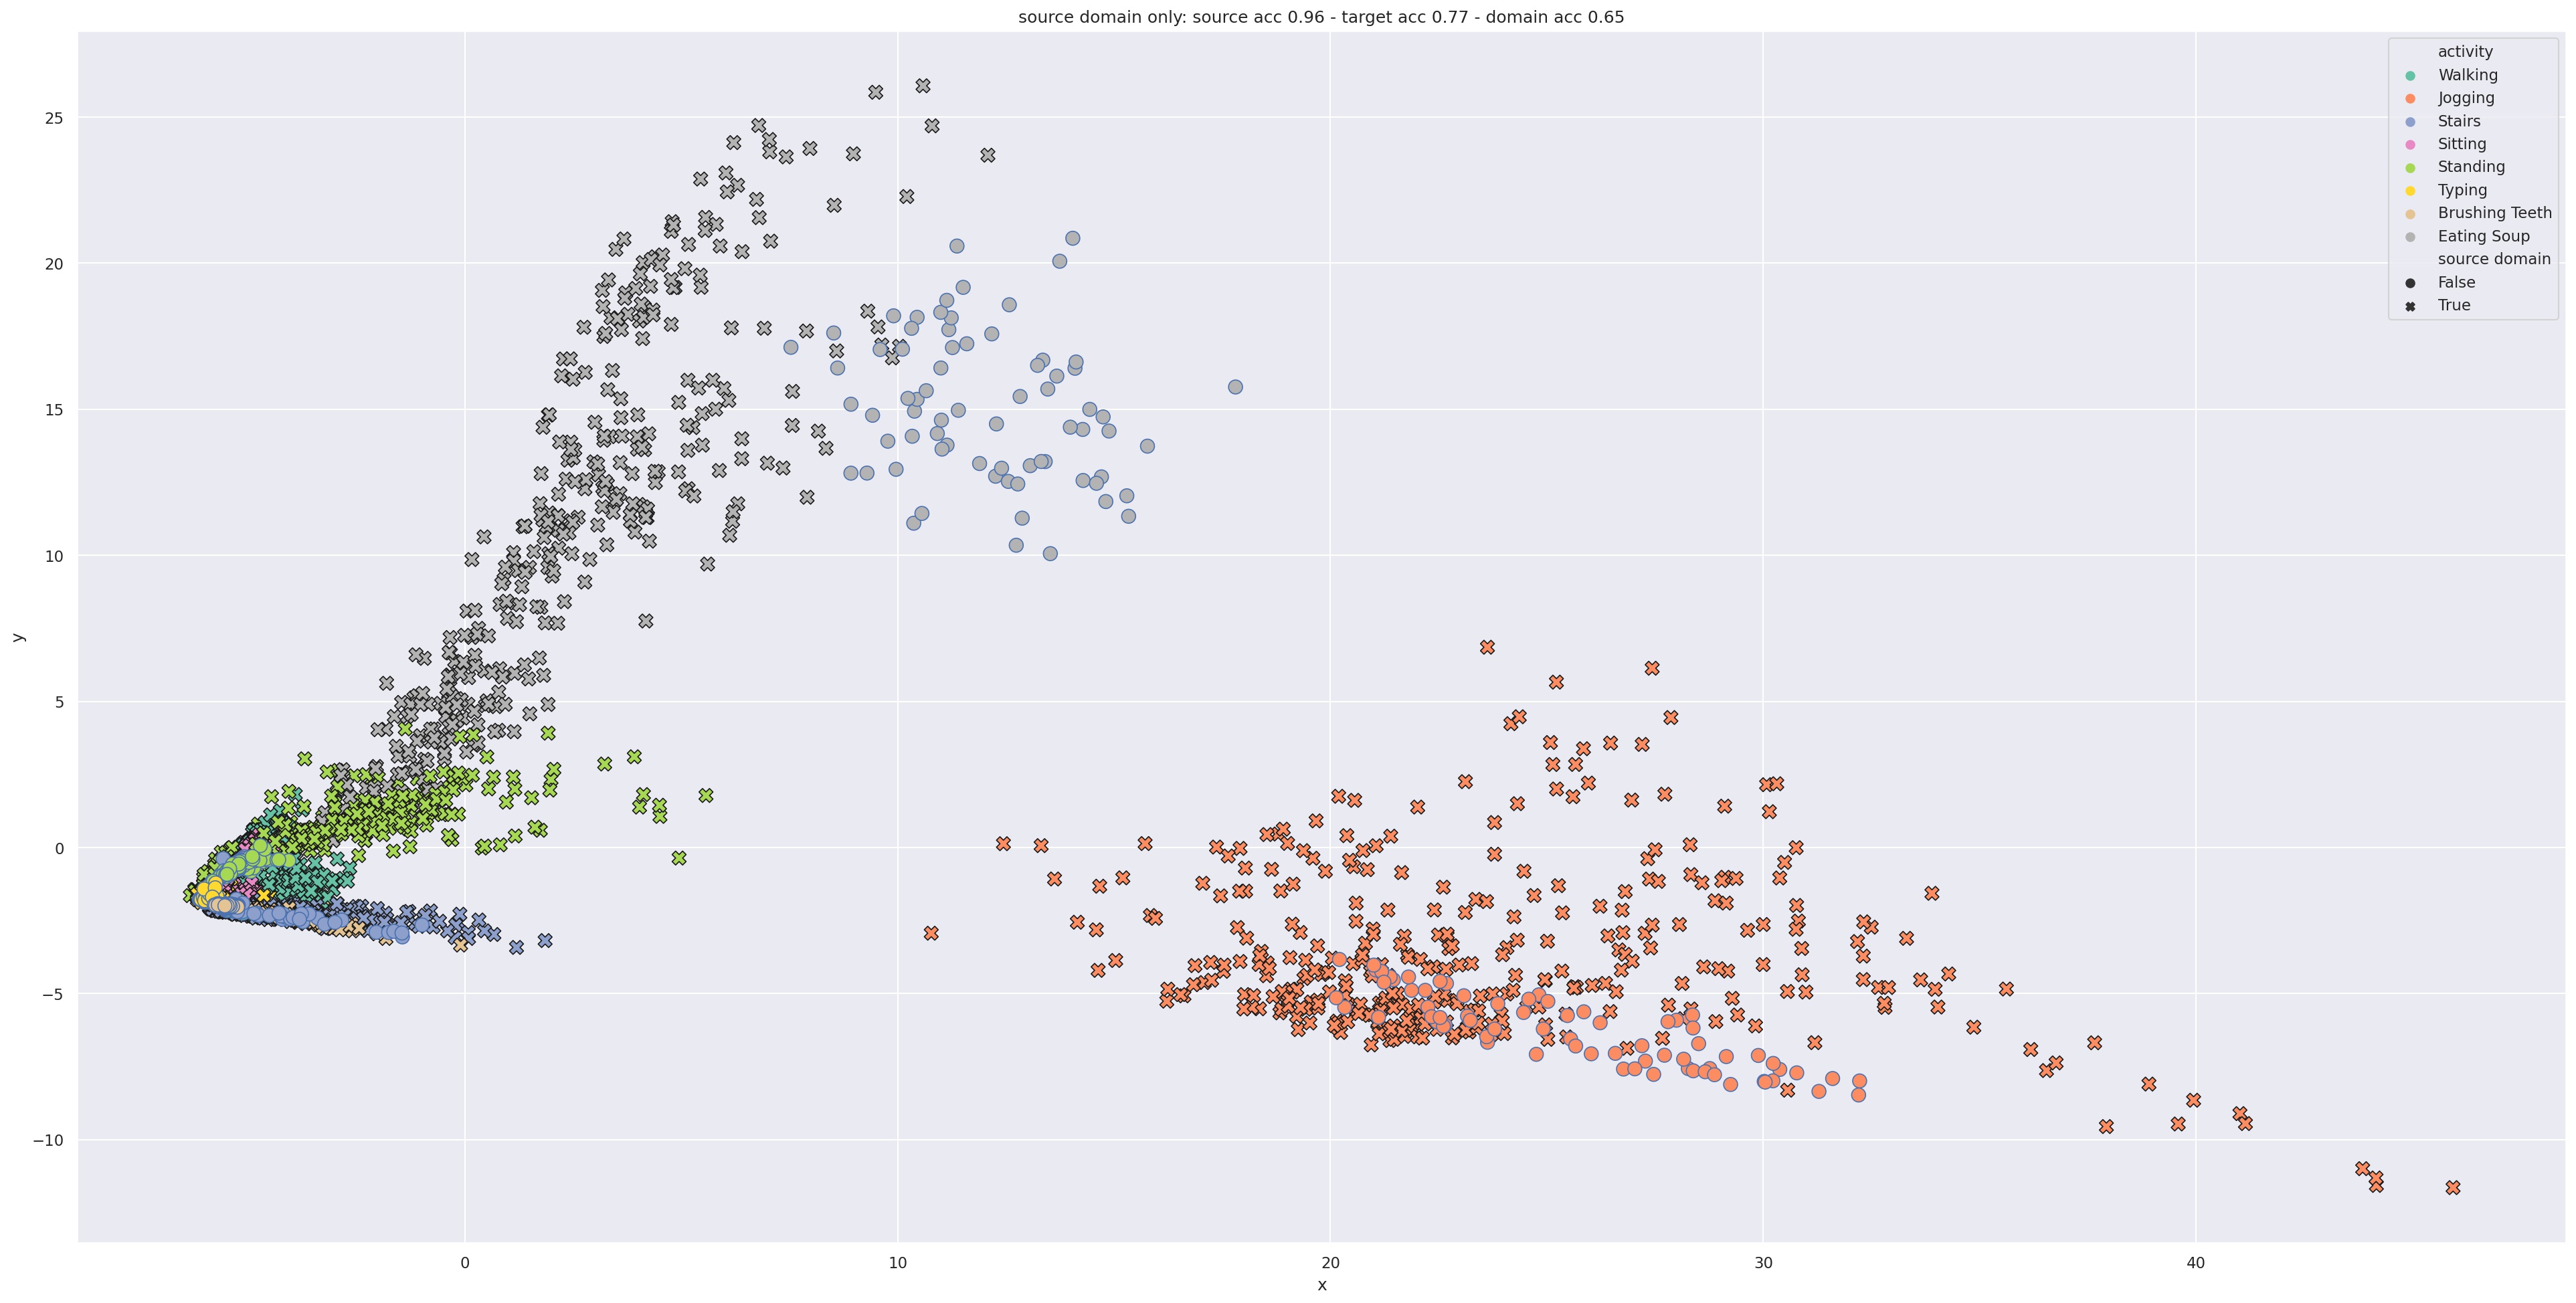 source domain only: source acc 0.96 - target acc 0.77 - domain acc 0.65
activity
Walking
Jogging
Stairs
Sitting
Standing
Typing
Brushing Teeth
Eating Soup
source domain
False
True
25
20
15
10
5
0
−5
−10
y
0 10 20 30 40
x